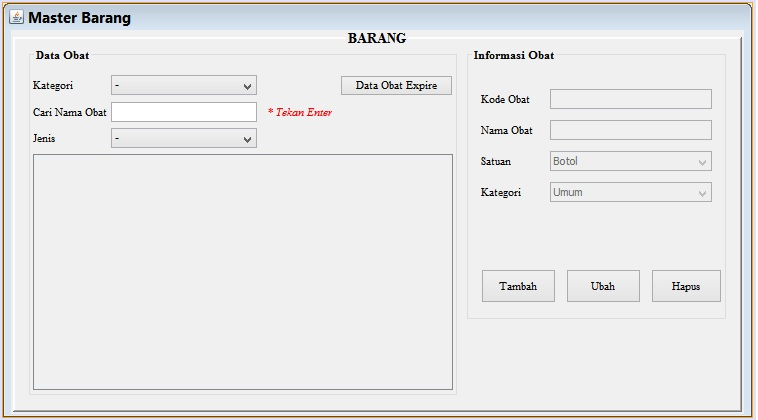 Master Barang
BARANG
Data Obat
Kategori
-
Data Obat Expire
Cari Nama Obat
* Tekan Enter
Jenis
-
Informasi Obat
Kode Obat
Nama Obat
Satuan
Botol
Kategori
Umum
Tambah
Ubah
Hapus